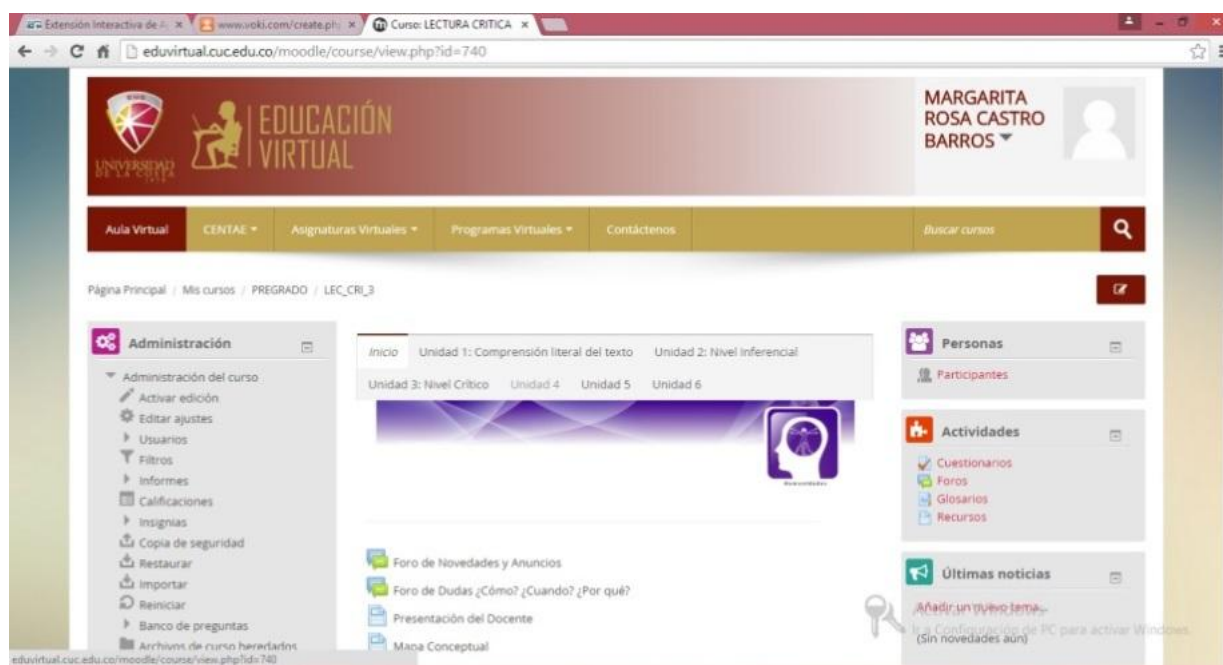 Extensión Interactiva de
www.voki.com/create.ph
Curso: LECTURA CRITICA
eduvirtual.cuc.edu.co/moodle/course/view.php?id=740
UNIVERSIDAD
DE LA COSTA
1970
EDUCACIÓN
VIRTUAL
MARGARITA
ROSA CASTRO
BARROS
Aula Virtual CENTAE Asignaturas Virtuales Programas Virtuales Contáctenos Buscar cursos
Página Principal / Mis cursos / PREGRADO / LEC_CRI_3
Administración
Administración del curso
Activar edición
Editar ajustes
Usuarios
Filtros
Informes
Calificaciones
Insignias
Copia de seguridad
Restaurar
Importar
Reiniciar
Banco de preguntas
Archivos de curso heredados
eduvirtual.cuc.edu.co/moodle/course/view.php?id=740
Inicio Unidad 1: Comprensión literal del texto Unidad 2: Nivel Inferencial
Unidad 3: Nivel Crítico Unidad 4 Unidad 5 Unidad 6
Humanidades
Foro de Novedades y Anuncios
Foro de Dudas ¿Cómo? ¿Cuando? ¿Por qué?
Presentación del Docente
Mapa Conceptual
Personas
Participantes
Actividades
Cuestionarios
Foros
Glosarios
Recursos
Últimas noticias
Añadir un nuevo tema...
Ir a Configuración de PC para activar Windows.
(Sin novedades aún)